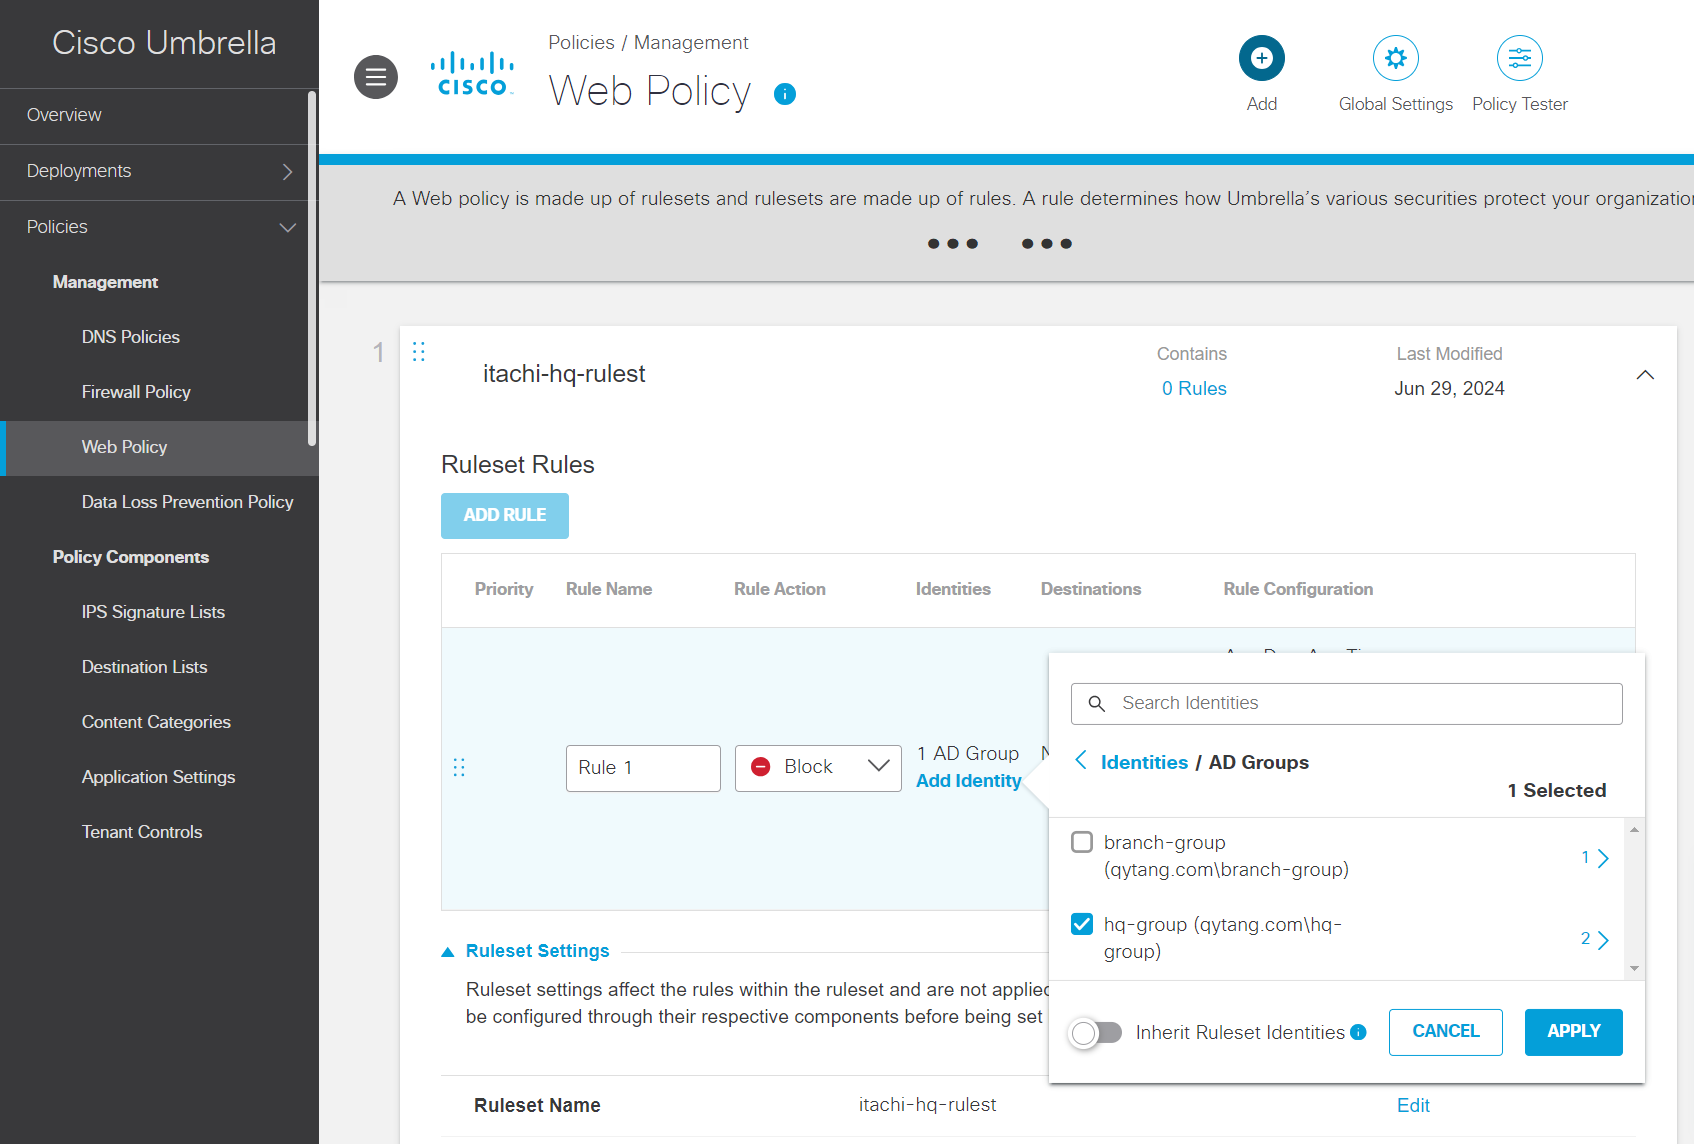 Cisco Umbrella
Overview
Deployments
Policies
Management
DNS Policies
Firewall Policy
Web Policy
Data Loss Prevention Policy
Policy Components
IPS Signature Lists
Destination Lists
Content Categories
Application Settings
Tenant Controls
CISCO
Policies / Management
Web Policy
Add
Global Settings
Policy Tester
A Web policy is made up of rulesets and rulesets are made up of rules. A rule determines how Umbrella's various securities protect your
1
itachi-hq-rulest
Contains
0 Rules
Last Modified
Jun 29, 2024
Ruleset Rules
ADD RULE
Priority Rule Name Rule Action Identities Destinations Rule Configuration
Rule 1
Block
1 AD Group
Add Identity
Search Identities
Identities / AD Groups
1 Selected
branch-group
(qytang.com\branch-group)
1
hq-group (qytang.com\hq-
group)
2
Inherit Ruleset Identities
CANCEL
APPLY
Ruleset Settings
Ruleset settings affect the rules within the ruleset and are not
be configured through their respective components before being set
Ruleset Name
itachi-hq-rulest
Edit